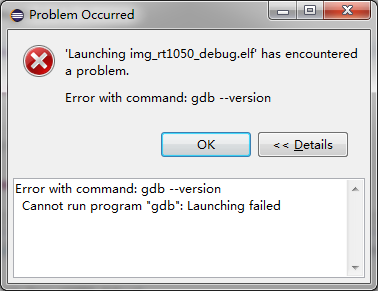 Problem Occurred
'Launching img_rt1050_debug.elf' has encountered
a problem.
Error with command: gdb --version
OK
<< Details
Error with command: gdb --version
Cannot run program "gdb": Launching failed